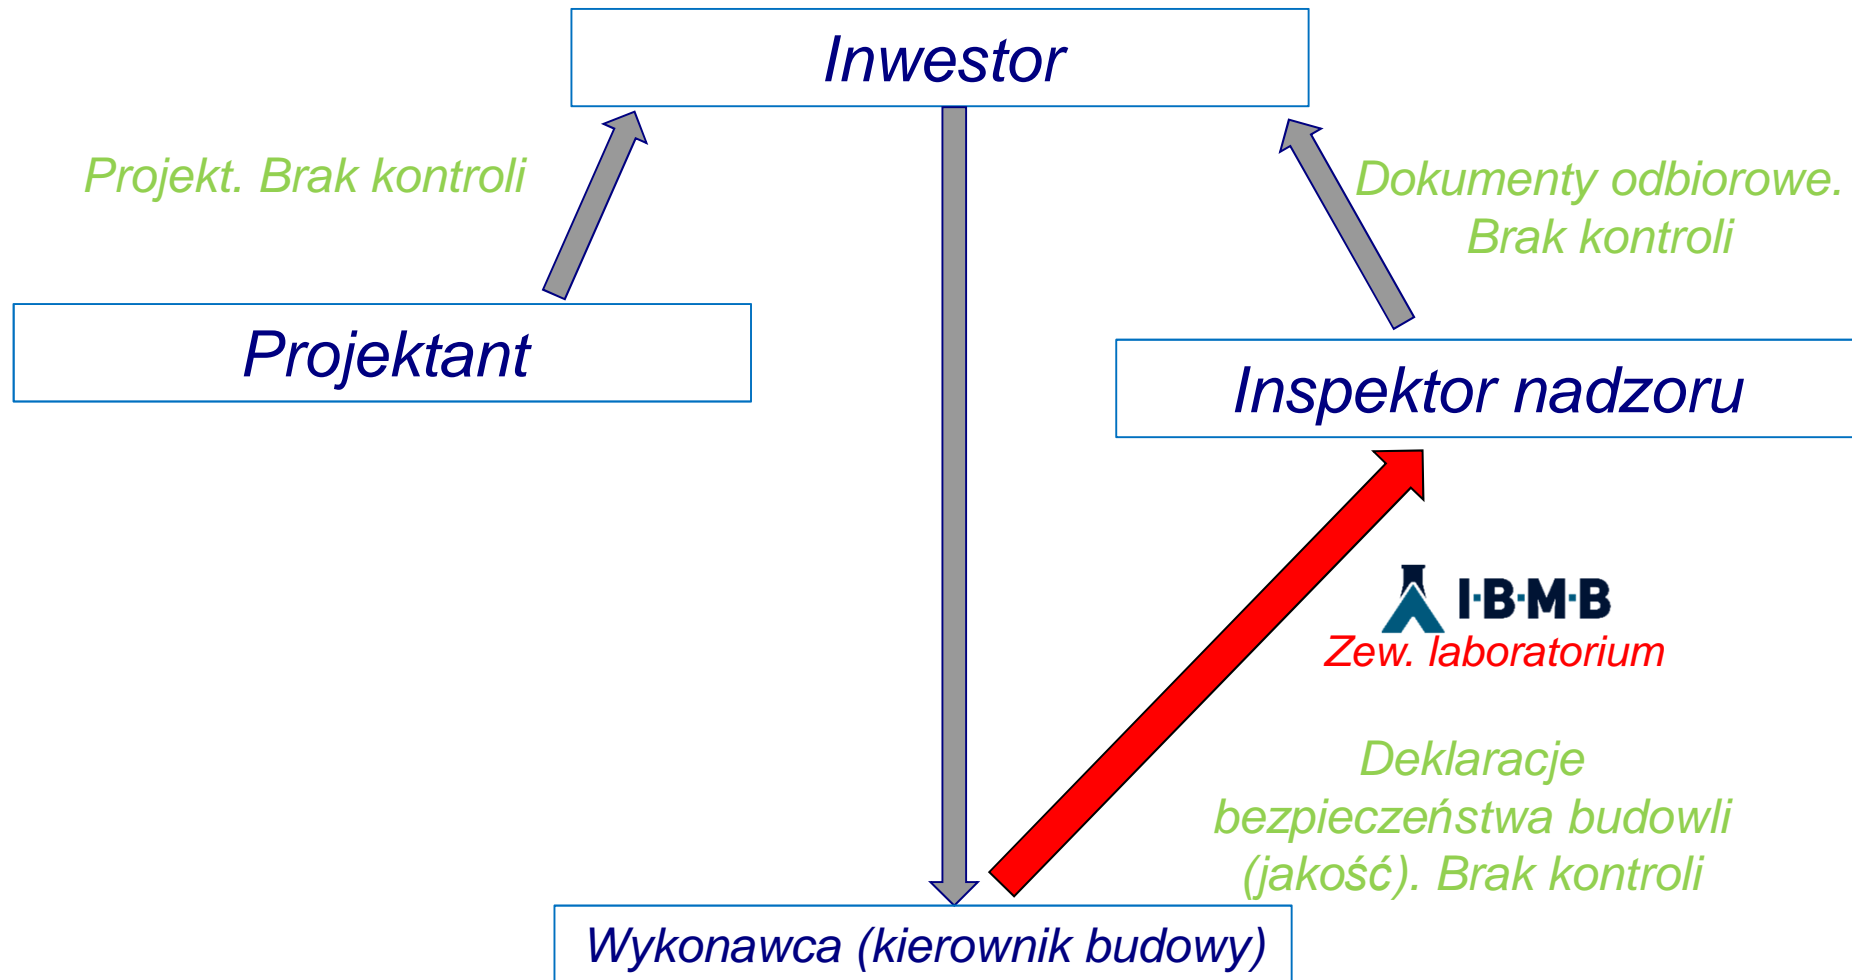 Inwestor
Projekt. Brak kontroli
Dokumenty odbiorowe.
Brak kontroli
Projektant
Inspektor nadzoru
I·B·M·B
Zew. laboratorium
Deklaracje
bezpieczeństwa budowli
(jakość). Brak kontroli
Wykonawca (kierownik budowy)